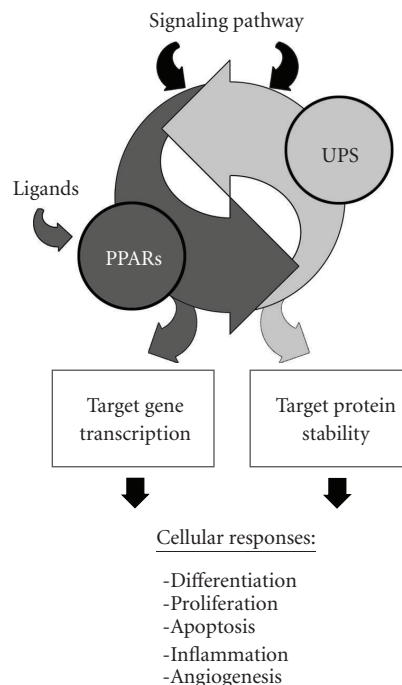 Signaling pathway
UPS
Ligands
PPARs
Target gene
transcription
Target protein
stability
Cellular responses:
-Differentiation
-Proliferation
-Apoptosis
-Inflammation
-Angiogenesis